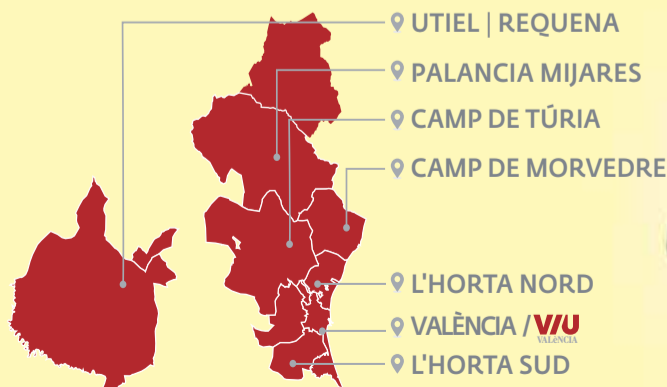 UTIEL | REQUENA
PALANCIA MIJARES
CAMP DE TÚRIA
CAMP DE MORVEDRE
L'HORTA NORD
VALÈNCIA / VIU VALÈNCIA
L'HORTA SUD